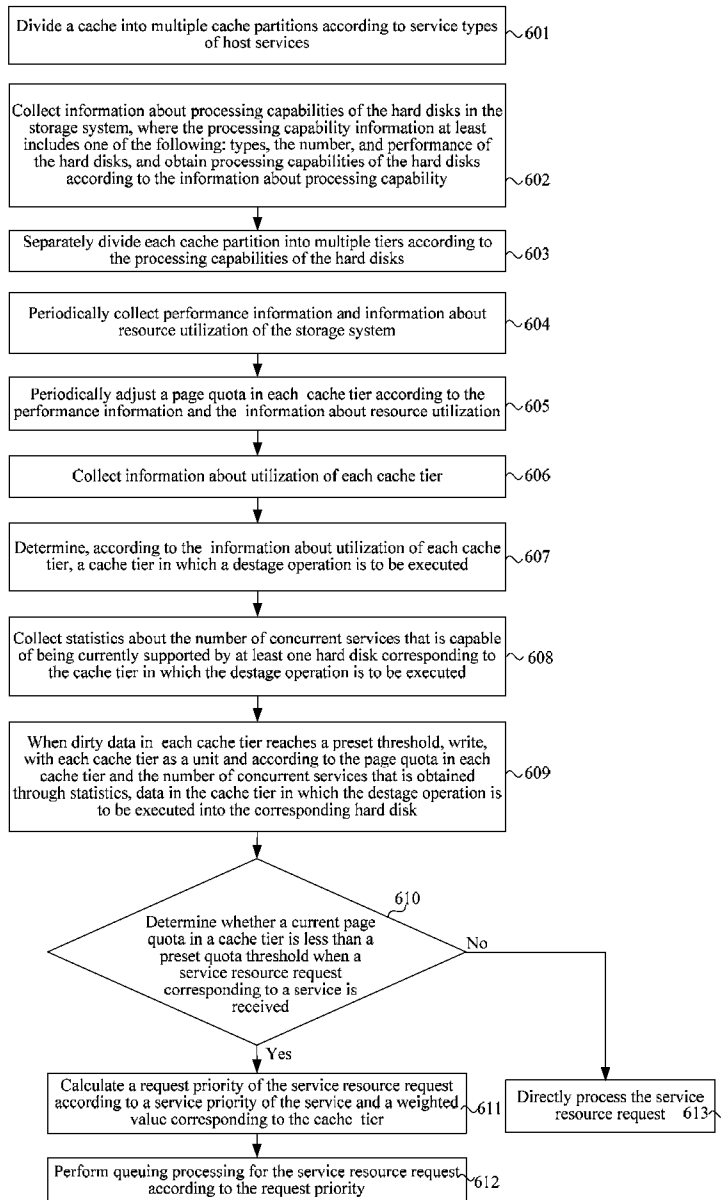 Divide a cache into multiple cache partitions according to service types
of host services
601
Collect information about processing capabilities of the hard disks in the
storage system, where the processing capability information at least
includes one of the following: types, the number, and performance of
the hard disks, and obtain processing capabilities of the hard disks
according to the information about processing capability
602
Separately divide each cache partition into multiple tiers according to
the processing capabilities of the hard disks
603
Periodically collect performance information and information about
resource utilization of the storage system
604
Periodically adjust a page quota in each cache tier according to the
performance information and the information about resource utilization
605
Collect information about utilization of each cache tier
606
Determine, according to the information about utilization of each cache
tier, a cache tier in which a destage operation is to be executed
607
Collect statistics about the number of concurrent services that is capable
of being currently supported by at least one hard disk corresponding to
the cache tier in which the destage operation is to be executed
608
When dirty data in each cache tier reaches a preset threshold, write,
with each cache tier as a unit and according to the page quota in each
cache tier and the number of concurrent services that is obtained
through statistics, data in the cache tier in which the destage operation is
to be executed into the corresponding hard disk
609
610
Determine whether a current page
quota in a cache tier is less than a
preset quota threshold when a
service resource request
corresponding to a service is
received
No
Yes
Calculate a request priority of the service resource request
according to a service priority of the service and a weighted
value corresponding to the cache tier
611
Directly process the service
resource request
613
Perform queuing processing for the service resource request
according to the request priority
612